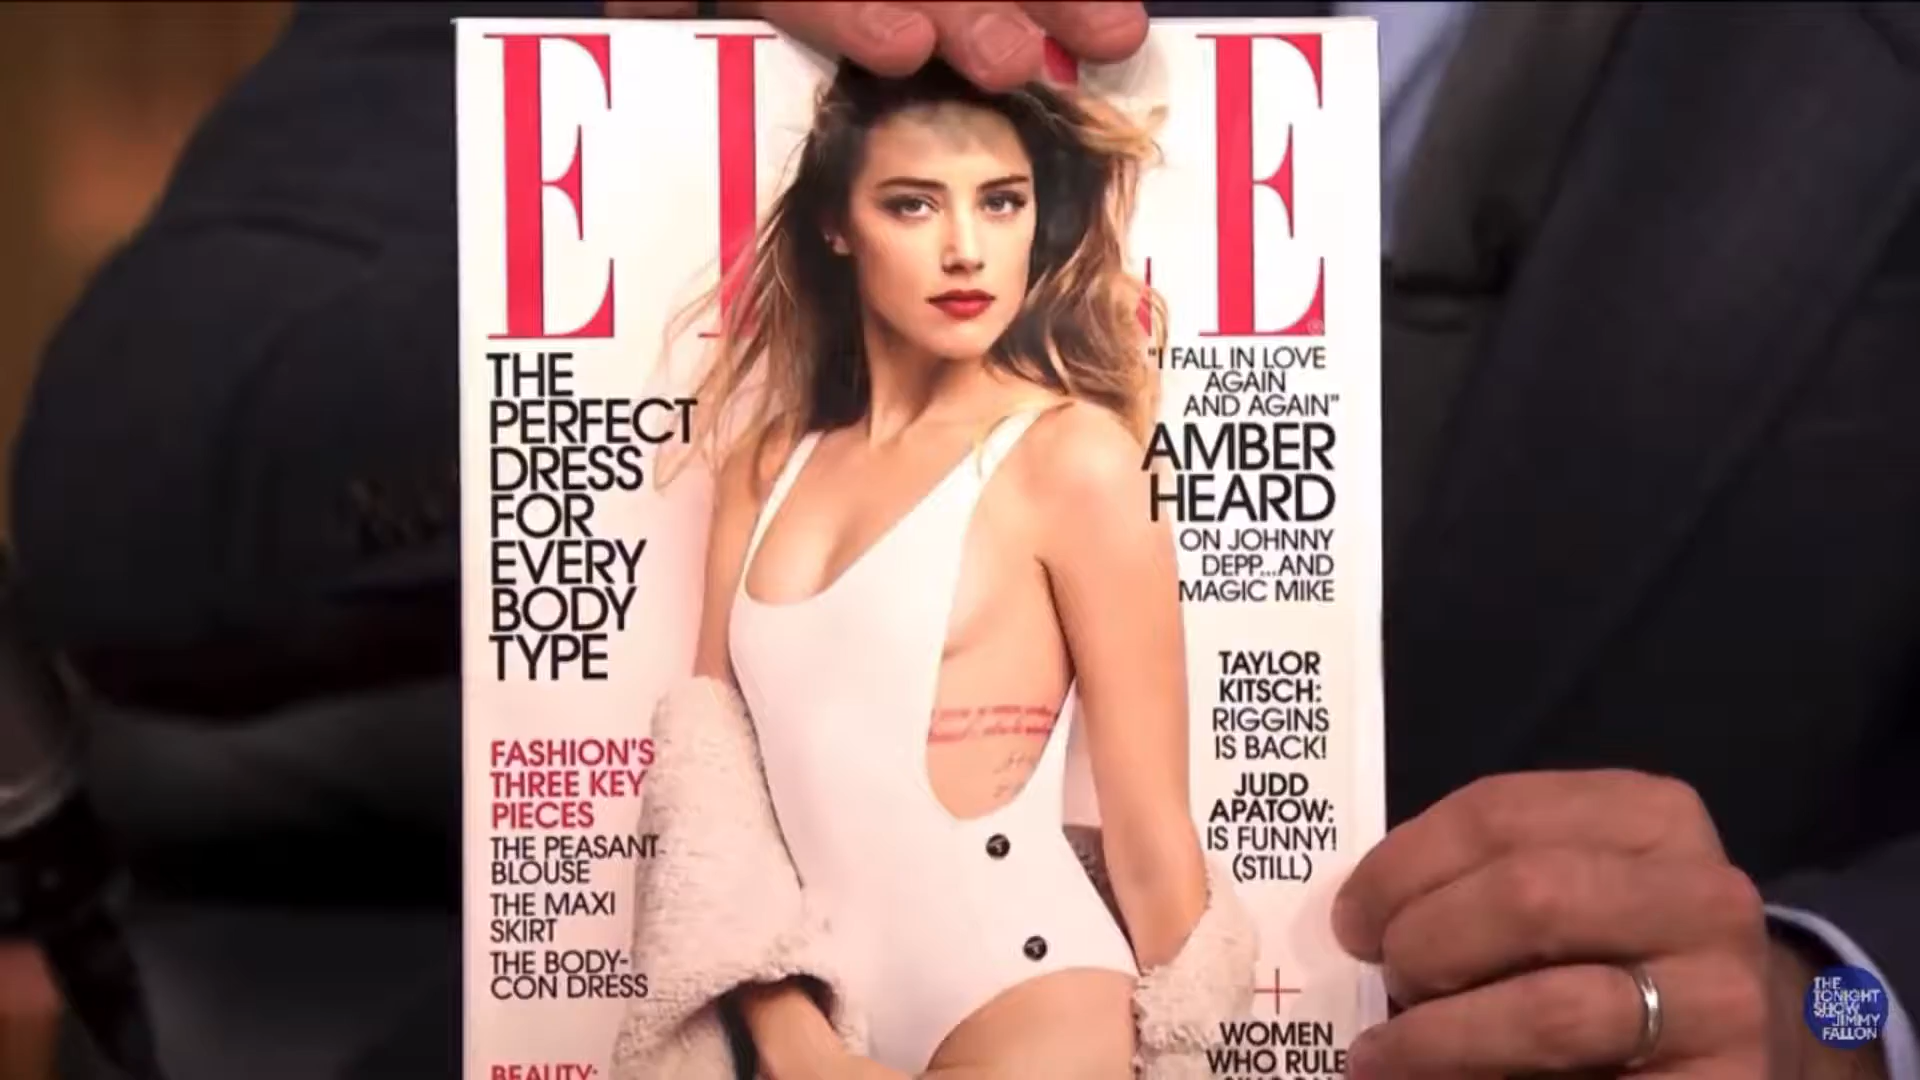 ELLE
THE
PERFECT
DRESS
FOR
EVERY
BODY
TYPE
FASHION'S
THREE KEY
PIECES
THE PEASANT
BLOUSE
THE MAXI
SKIRT
THE BODY-
CON DRESS
BEAUTY:
"I FALL IN LOVE
AGAIN
AND AGAIN"
AMBER
HEARD
ON JOHNNY
DEPP...AND
MAGIC MIKE
TAYLOR
KITSCH:
RIGGINS
IS BACK!
JUDD
APATOW:
IS FUNNY!
(STILL)
+
WOMEN
WHO RULE
THE
TONIGHT
SHOW
JIMMY
FALLON